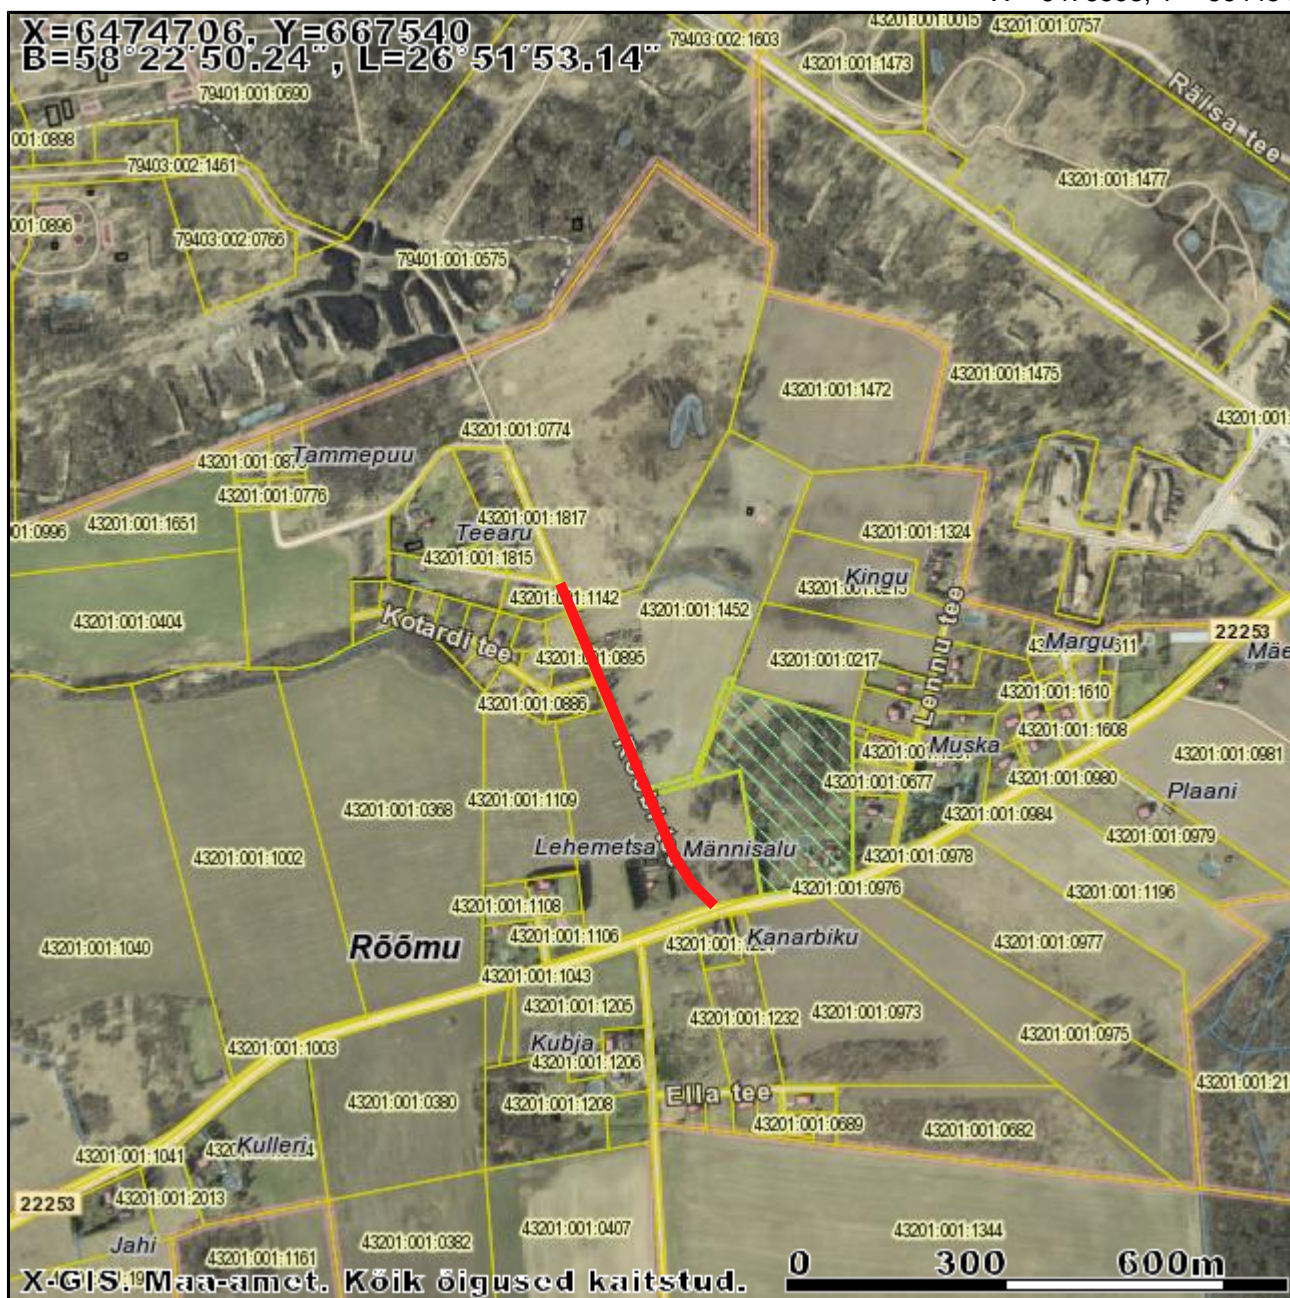 X=6474706, Y=667540
B=58°22´50.24¨, L=26°51´53.14¨
79403:002:1603
43201:001:0015
43201:001:0757
43201:001:1473
79401:001:0690
Räisa tee
001:0898
79403:002:1461
43201:001:1477
001:0896
79403:002:0766
79401:001:0575
43201:001:1475
43201:001:1472
43201:001:0774
43201:001:
Tammepuu
43201:001:0776
43201:001:1651
01:0996
43201:001:1817
Teearu
43201:001:1324
43201:001:1815
Kingu
43201:001:1142
43201:001:1452
Lennu tee
43201:001:0404
Kotardi tee
22253
Margu
43201:001:0895
43201:001:0217
Mäe
43201:001:0886
43201:001:1610
43201:001:1608
Muska
43201:001:0981
43201:001:0677
43201:001:0980
Plaani
43201:001:1109
43201:001:0368
43201:001:0984
43201:001:0979
43201:001:1002
Lehemetsa
Männisalu
43201:001:0978
43201:001:0976
43201:001:1196
43201:001:1108
43201:001:1106
Kanarbiku
43201:001:0977
43201:001:1040
Rõõmu
43201:001:1043
43201:001:1205
43201:001:1232
43201:001:0973
43201:001:0975
43201:001:1003
Kubja
43201:001:1206
43201:001:21
43201:001:0380
43201:001:1208
Ella tee
43201:001:0689
43201:001:0682
Kulleri
43201:001:1041
22253
43201:001:2013
43201:001:0407
43201:001:1344
Jahi
43201:001:1161
43201:001:0382
X-GIS. Maa-amet. Kõik õigused kaitstud.
0 300 600m